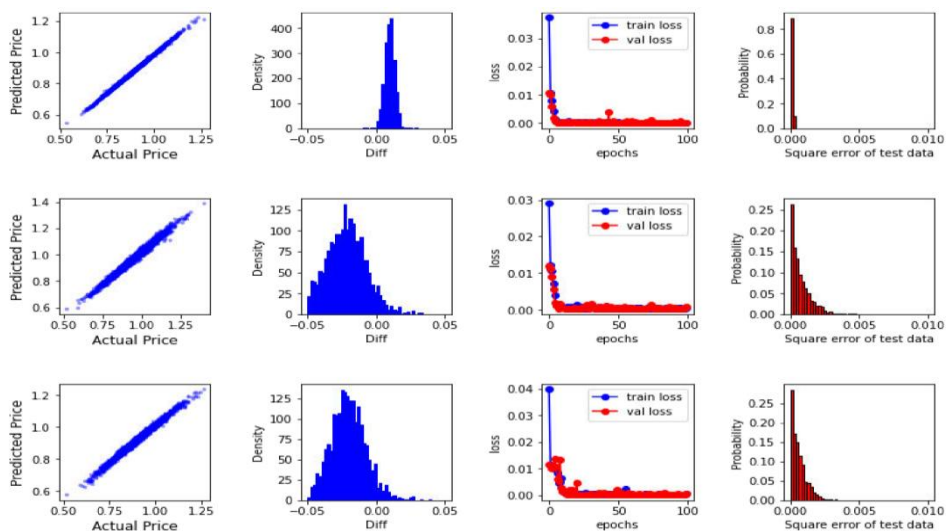 Predicted Price
1.2
1.0
0.8
0.6
0.50 0.75 1.00 1.25
Actual Price
Density
400
300
200
100
0
−0.05 0.00 0.05
Diff
loss
0.03
0.02
0.01
0.00
train loss
val loss
0 50 100
epochs
Probability
0.8
0.6
0.4
0.2
0.0
0.000 0.005 0.010
Square error of test data
Predicted Price
1.4
1.2
1.0
0.8
0.6
0.50 0.75 1.00 1.25
Actual Price
Density
125
100
75
50
25
0
−0.05 0.00 0.05
Diff
loss
0.03
0.02
0.01
0.00
train loss
val loss
0 50 100
epochs
Probability
0.25
0.20
0.15
0.10
0.05
0.00
0.000 0.005 0.010
Square error of test data
Predicted Price
1.2
1.0
0.8
0.6
0.50 0.75 1.00 1.25
Actual Price
Density
125
100
75
50
25
0
−0.05 0.00 0.05
Diff
loss
0.04
0.03
0.02
0.01
0.00
train loss
val loss
0 50 100
epochs
Probability
0.25
0.20
0.15
0.10
0.05
0.00
0.000 0.005 0.010
Square error of test data